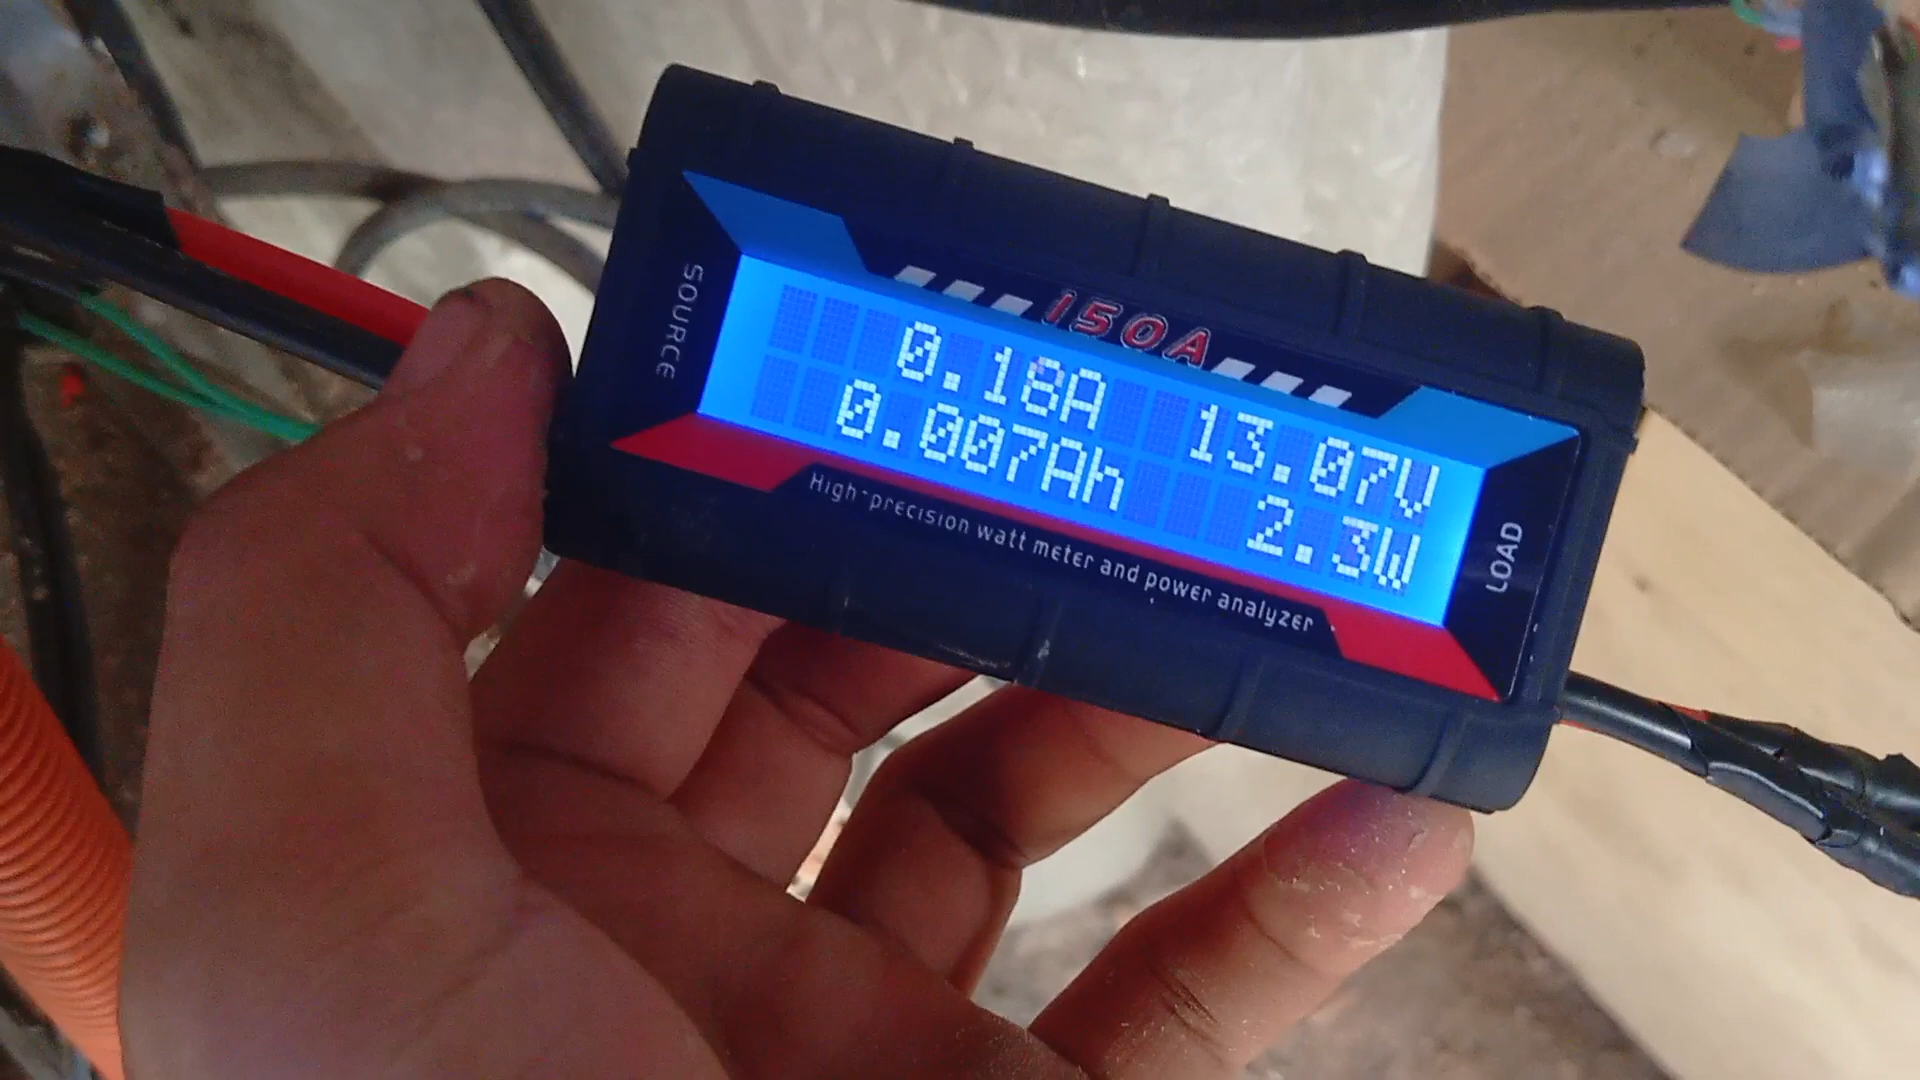 150A
SOURCE
0.18A 13.07V
0.007Ah 2.3W
LOAD
High-precision watt meter and power analyzer